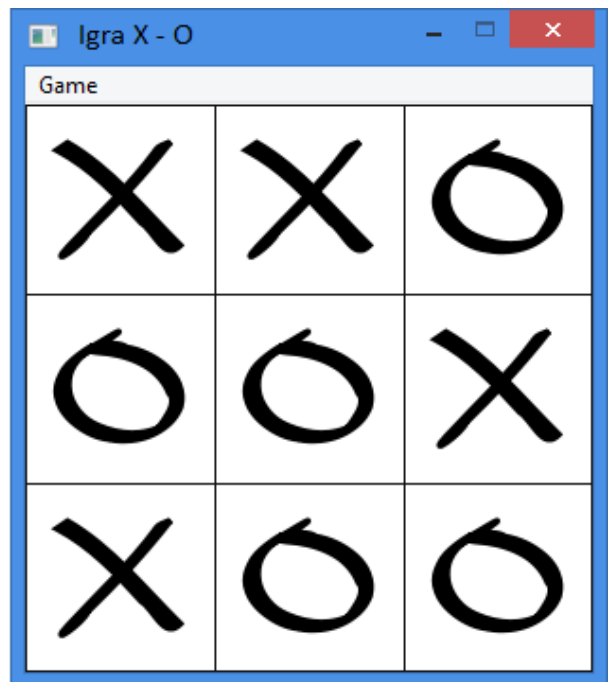 Igra X - O
Game
X X O
O O X
X O O